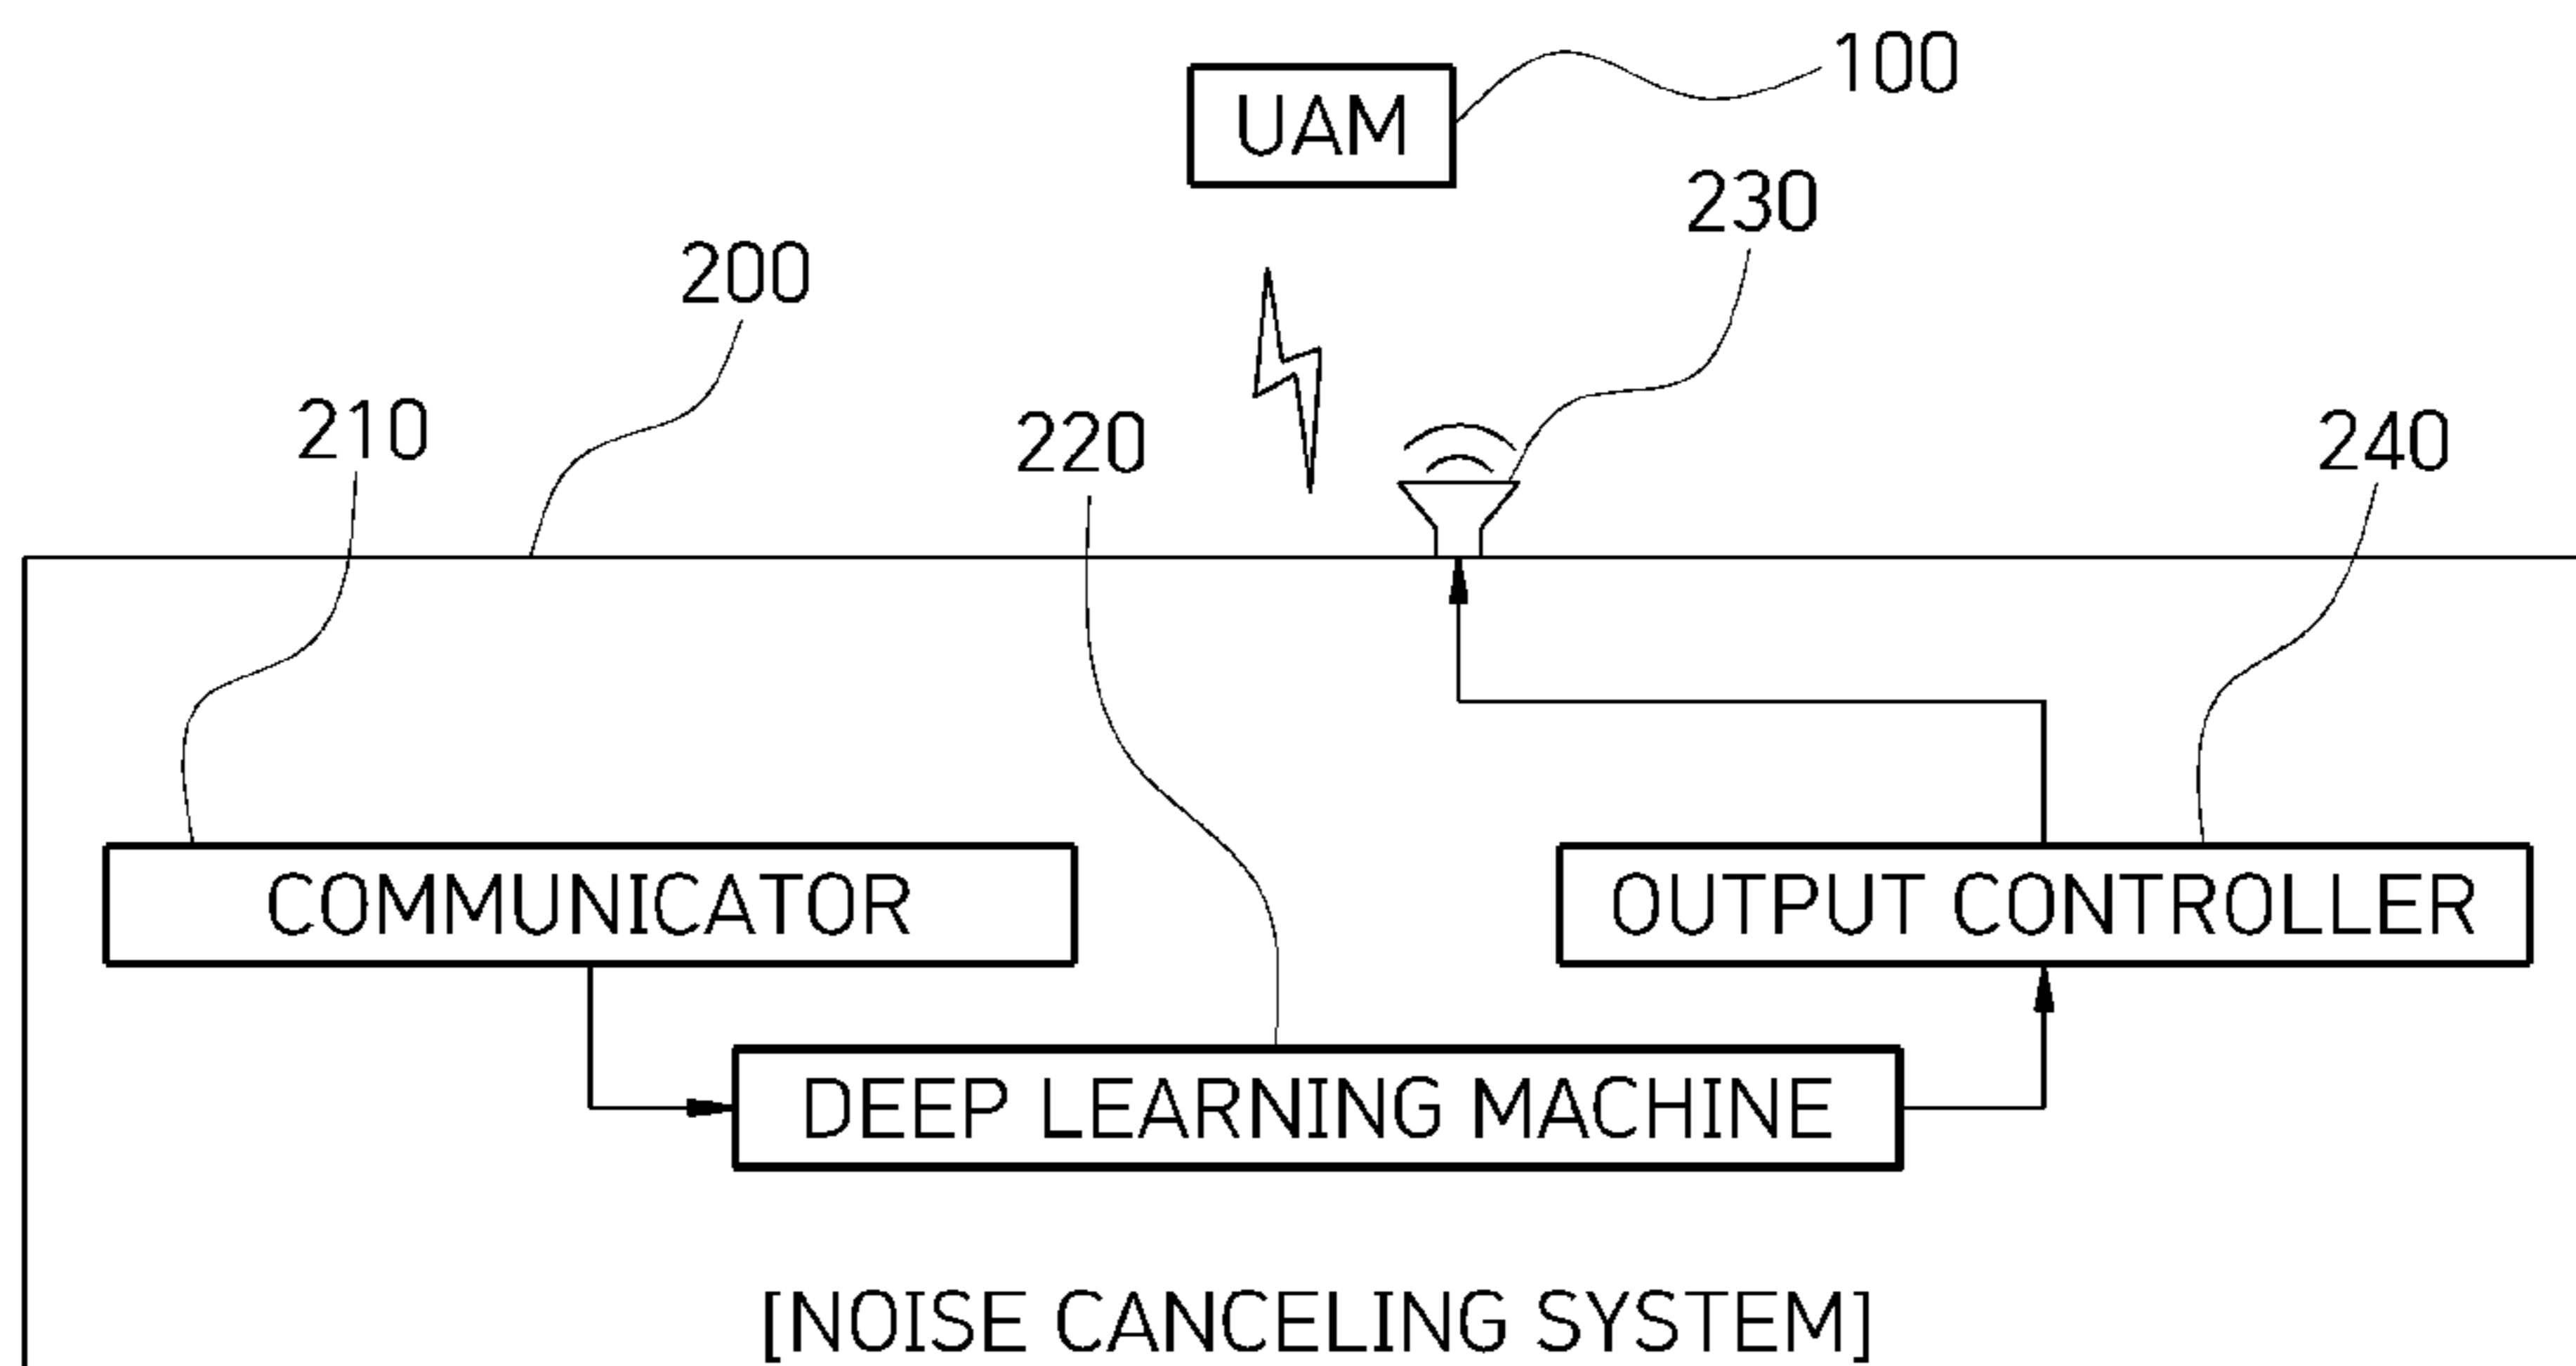 100
UAM
230
200
210
220
240
COMMUNICATOR
OUTPUT CONTROLLER
DEEP LEARNING MACHINE
[NOISE CANCELING SYSTEM]